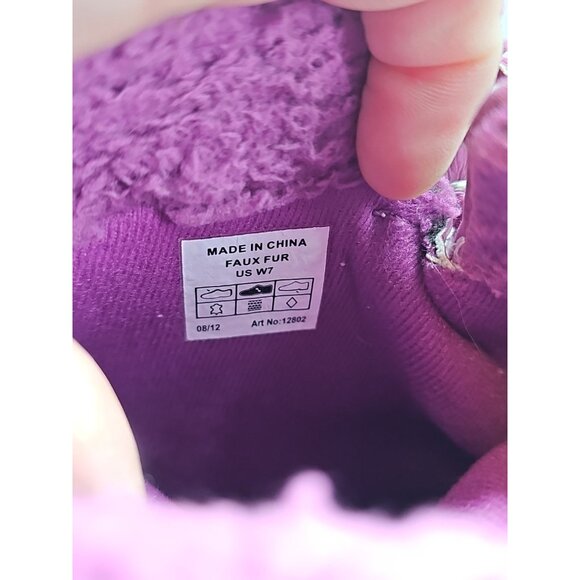 MADE IN CHINA
FAUX FUR
US W7
08/12 Art No:12802